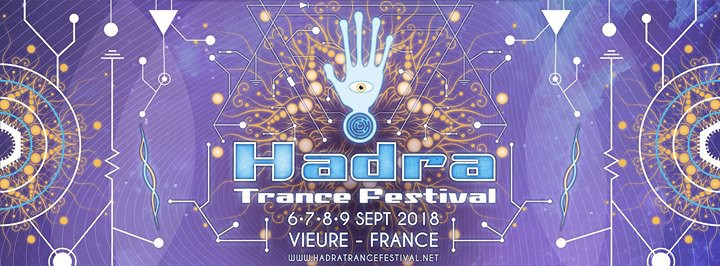 Hadra
Trance Festival
6•7•8•9 SEPT 2018
VIEURE - FRANCE
WWW.HADRATRANCEFESTIVAL.NET